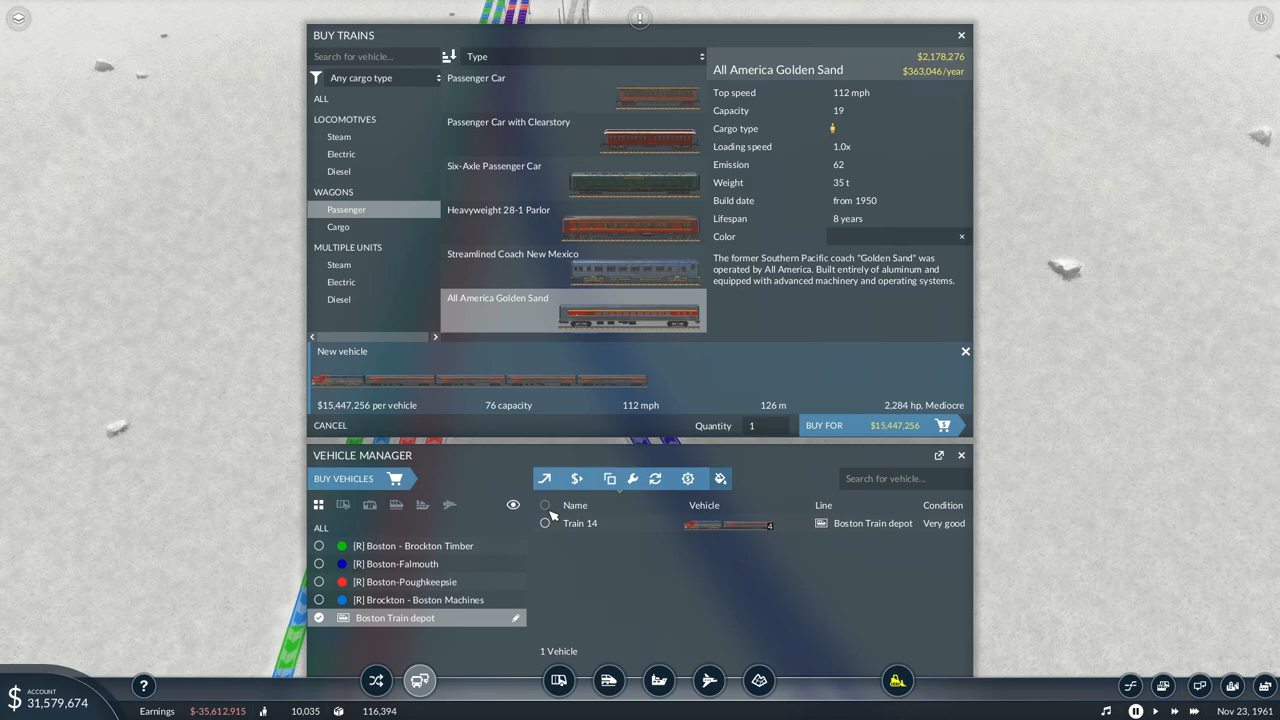 BUY TRAINS
Search for vehicle...
Type
Any cargo type
ALL
LOCOMOTIVES
Steam
Electric
Diesel
WAGONS
Passenger
Cargo
MULTIPLE UNITS
Steam
Electric
Diesel
Passenger Car
Passenger Car with Clearstory
Six-Axle Passenger Car
Heavyweight 28-1 Parlor
Streamlined Coach New Mexico
All America Golden Sand
$2,178,276
All America Golden Sand
$363,046/year
Top speed 112 mph
Capacity 19
Cargo type
Loading speed 1.0x
Emission 62
Weight 35 t
Build date from 1950
Lifespan 8 years
Color
The former Southern Pacific coach "Golden Sand" was
operated by All America. Built entirely of aluminum and
equipped with advanced machinery and operating systems.
New vehicle
$15,447,256 per vehicle 76 capacity 112 mph 126 m 2,284 hp, Mediocre
CANCEL Quantity 1 BUY FOR $15,447,256
VEHICLE MANAGER
BUY VEHICLES
Search for vehicle...
ALL
[R] Boston - Brockton Timber
[R] Boston-Falmouth
[R] Boston-Poughkeepsie
[R] Brockton - Boston Machines
Boston Train depot
Name Vehicle Line Condition
Train 14 4 Boston Train depot Very good
1 Vehicle
$ ACCOUNT
31,579,674
?
Earnings $-35,612,915 10,035 116,394
Nov 23, 1961